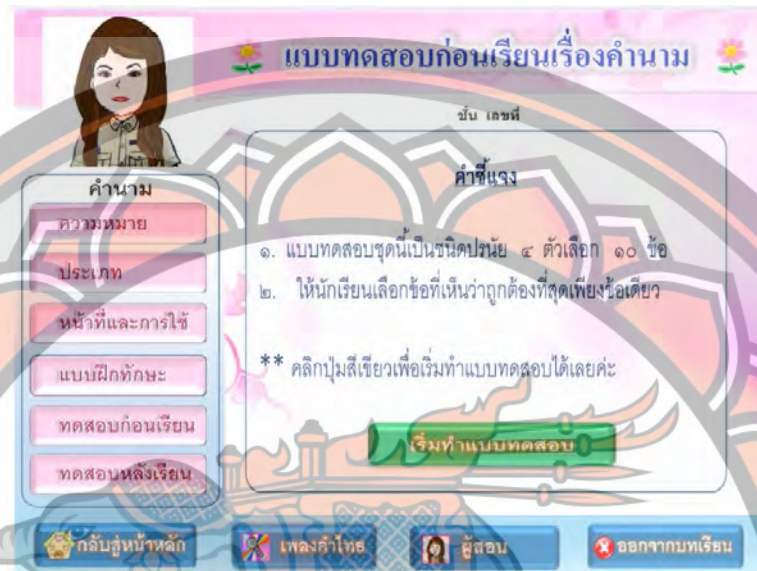 แบบทดสอบก่อนเรียนเรื่องคำนาม
ชั้น เลขที่
คำชี้แจง
๑. แบบทดสอบชุดนี้เป็นชนิดปรนัย ๔ ตัวเลือก ๑๐ ข้อ
๒. ให้นักเรียนเลือกข้อที่เห็นว่าถูกต้องที่สุดเพียงข้อเดียว
** คลิกปุ่มสีเขียวเพื่อเริ่มทำแบบทดสอบได้เลยค่ะ
เริ่มทำแบบทดสอบ
คำนาม
ความหมาย
ประเภท
หน้าที่และการใช้
แบบฝึกทักษะ
ทดสอบก่อนเรียน
ทดสอบหลังเรียน
กลับสู่หน้าหลัก
เพลงคำไทย
ผู้สอน
ออกจากบทเรียน